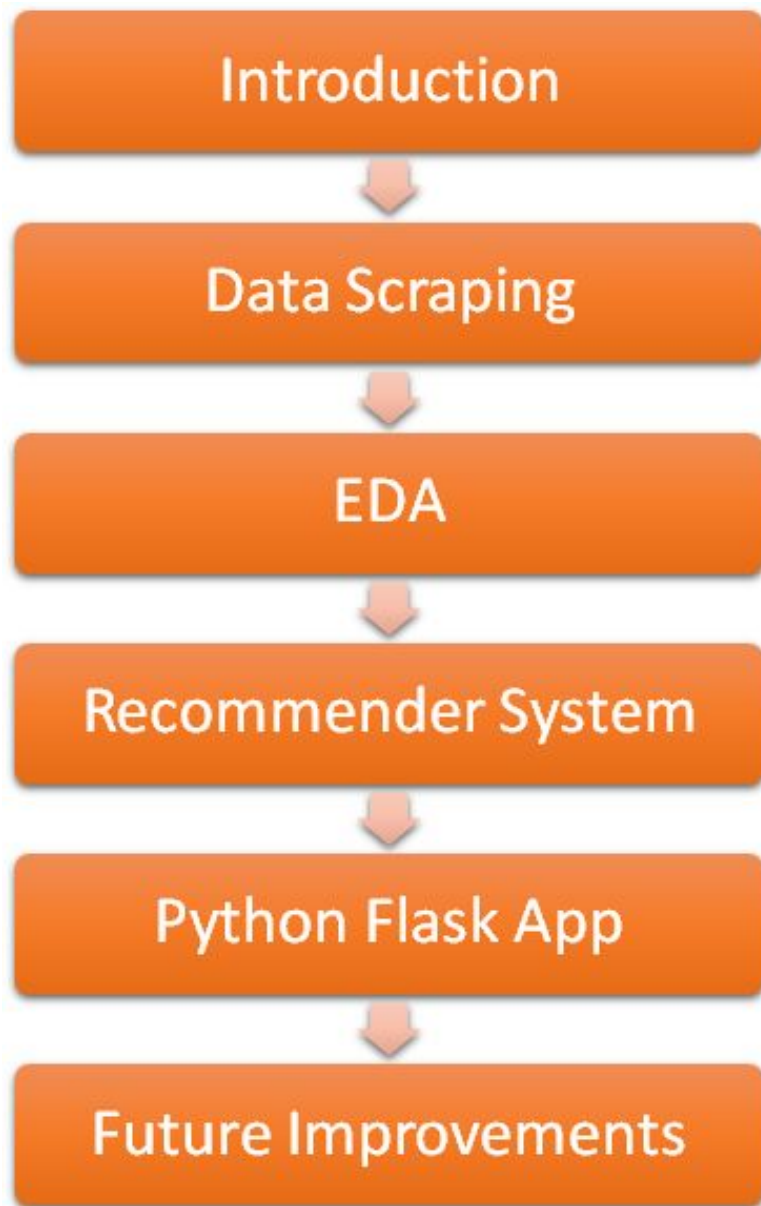 Introduction
Data Scraping
EDA
Recommender System
Python Flask App
Future Improvements